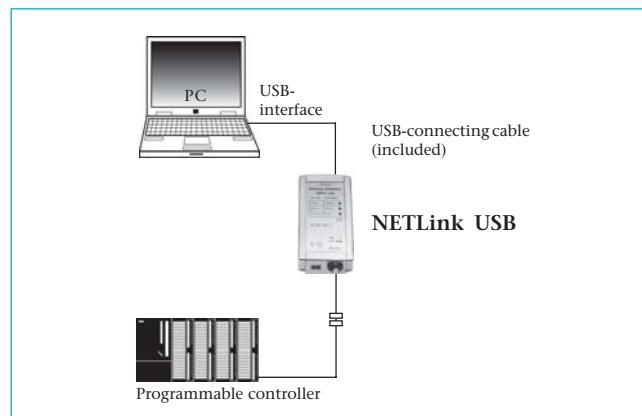 PC
USB-
interface
USB-connecting cable
(included)
NETLink USB
Programmable controller